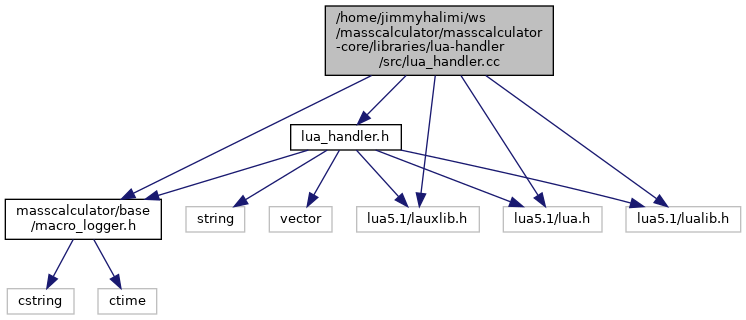 /home/jimmyhalimi/ws
/masscalculator/masscalculator
-core/libraries/lua-handler
/src/lua_handler.cc
lua_handler.h
masscalculator/base
/macro_logger.h
string
vector
lua5.1/lauxlib.h
lua5.1/lua.h
lua5.1/lualib.h
cstring
ctime